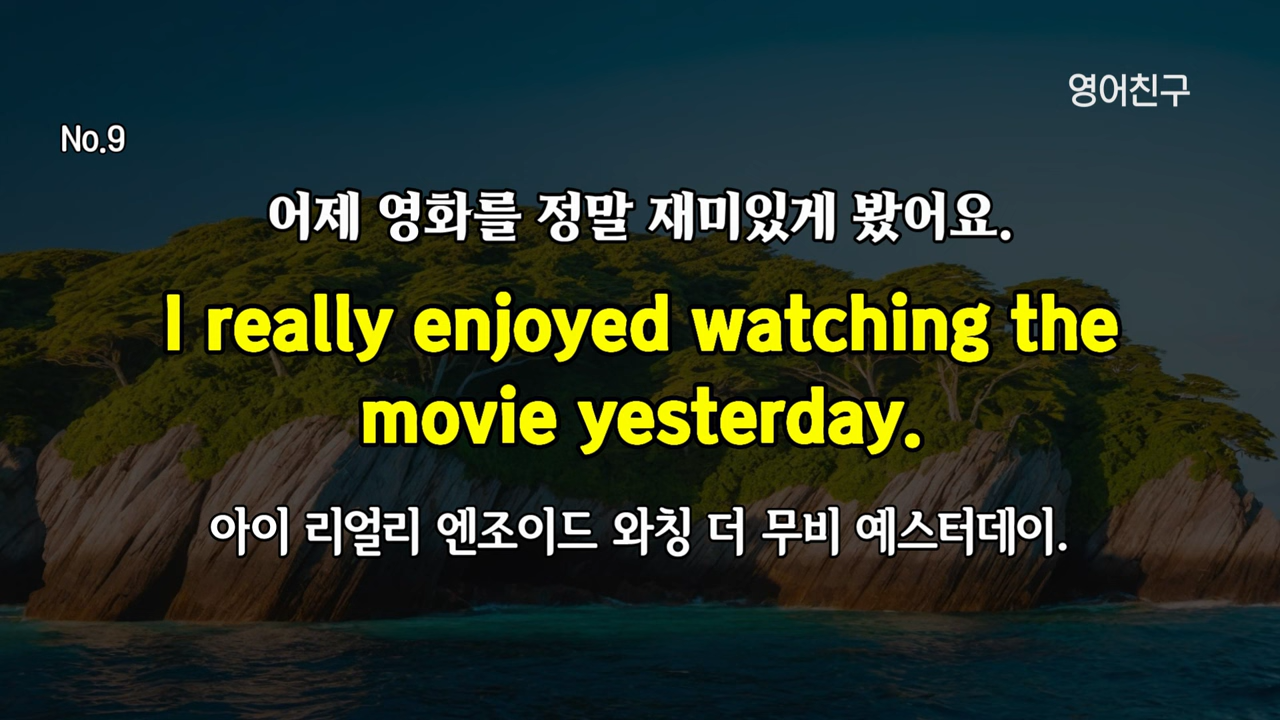 영어친구
No.9
어제 영화를 정말 재미있게 봤어요.
I really enjoyed watching the
movie yesterday.
아이 리얼리 엔조이드 와칭 더 무비 예스터데이.